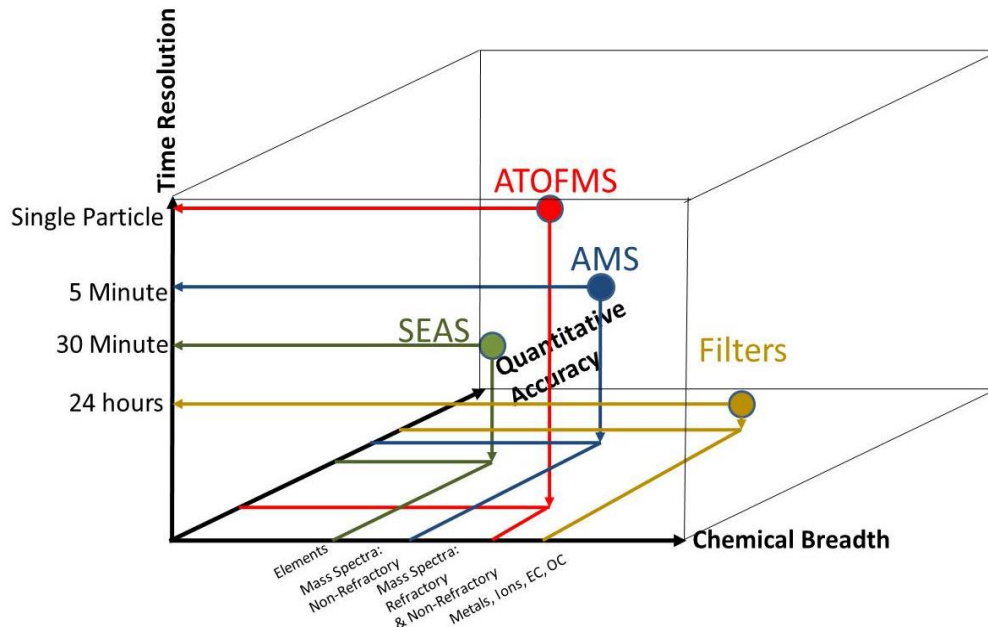 Time Resolution
Single Particle
5 Minute
30 Minute
24 hours
ATOFMS
AMS
SEAS
Quantitative
Accuracy
Filters
Chemical Breadth
Elements
Mass Spectra:
Non-Refractory
Mass Spectra:
Refractory
& Non-Refractory
Metals, Ions, EC, OC